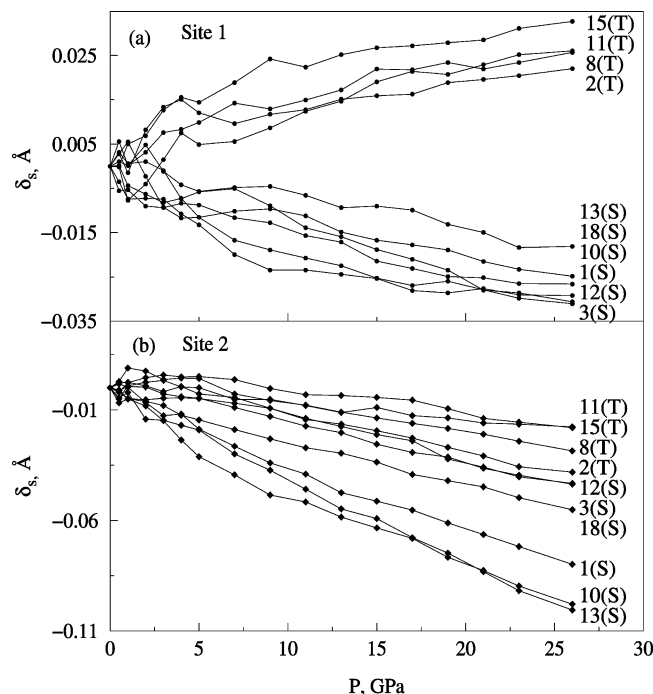 (a) Site 1
0.025
0.005
−0.015
−0.035
δs, Å
15(T)
11(T)
8(T)
2(T)
13(S)
18(S)
10(S)
1(S)
12(S)
3(S)
(b) Site 2
−0.01
−0.06
−0.11
δs, Å
11(T)
15(T)
8(T)
2(T)
12(S)
3(S)
18(S)
1(S)
10(S)
13(S)
0 5 10 15 20 25 30
P, GPa